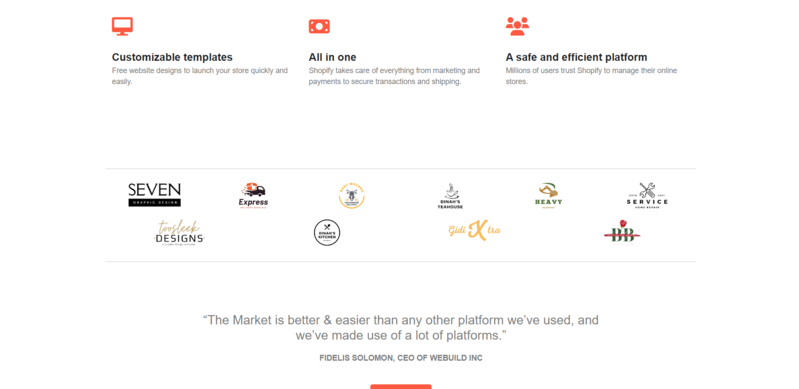 Customizable templates
Free website designs to launch your store quickly and
easily.
All in one
Shopify takes care of everything from marketing and
payments to secure transactions and shipping.
A safe and efficient platform
Millions of users trust Shopify to manage their online
stores.
SEVEN
GRAPHIC DESIGN
Express
DINAH'S
TEAHOUSE
HEAVY
SERVICE
HOME REPAIR
toosleek
DESIGNS
DINAH'S
KITCHEN
Gidi Xtra
BB
“The Market is better & easier than any other platform we’ve used, and
we’ve made use of a lot of platforms.”
FIDELIS SOLOMON, CEO OF WEBUILD INC